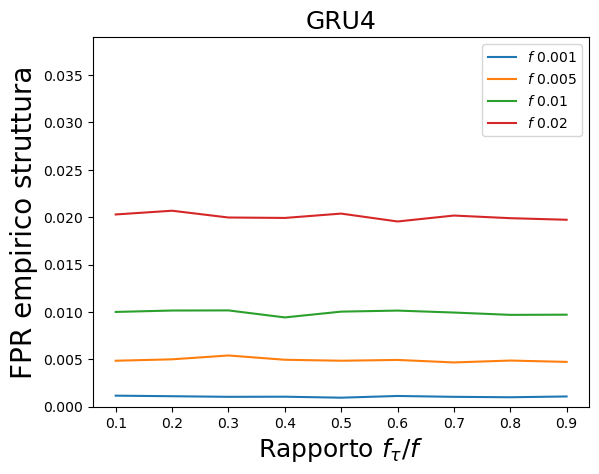 GRU4
FPR empirico struttura
0.035
0.030
0.025
0.020
0.015
0.010
0.005
0.000
f 0.001
f 0.005
f 0.01
f 0.02
0.1 0.2 0.3 0.4 0.5 0.6 0.7 0.8 0.9
Rapporto fτ/f